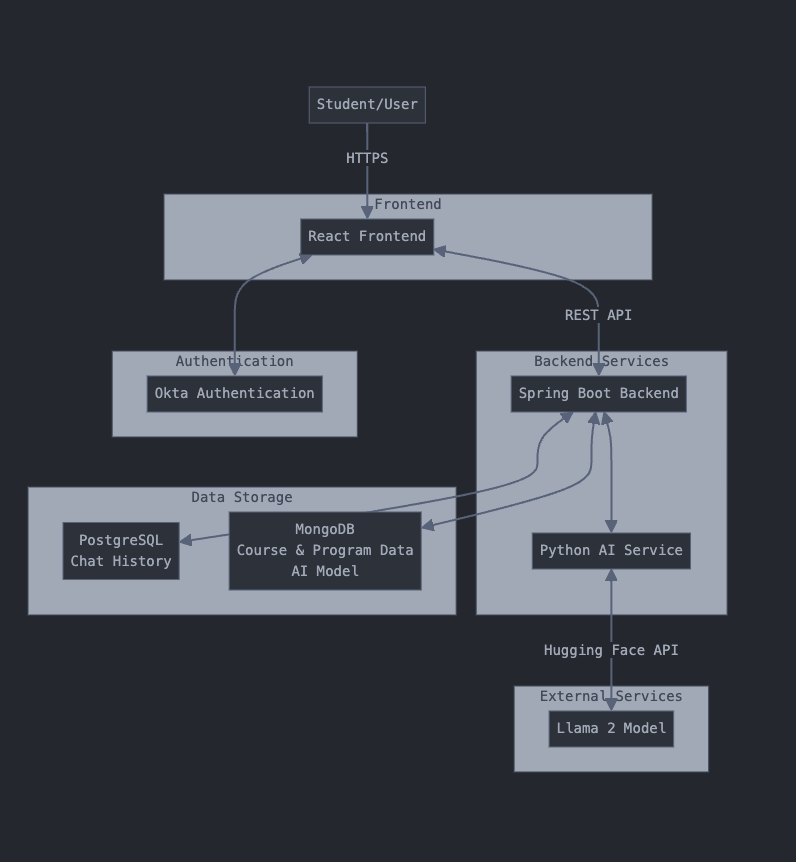 Student/User
HTTPS
Frontend
React Frontend
REST API
Authentication
Okta Authentication
Backend Services
Spring Boot Backend
Data Storage
PostgreSQL
Chat History
MongoDB
Course & Program Data
AI Model
Python AI Service
Hugging Face API
External Services
Llama 2 Model